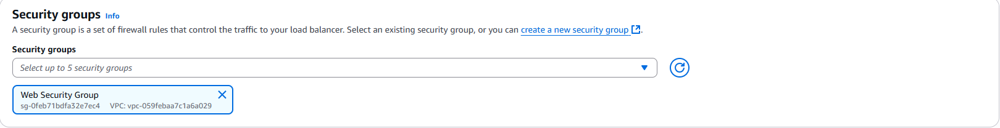 Security groups Info
A security group is a set of firewall rules that control the traffic to your load balancer. Select an existing security group, or you can create a new security group.
Security groups
Select up to 5 security groups
Web Security Group
sg-0feb71bdfa32e7ec4 VPC: vpc-059febaa7c1a6a029